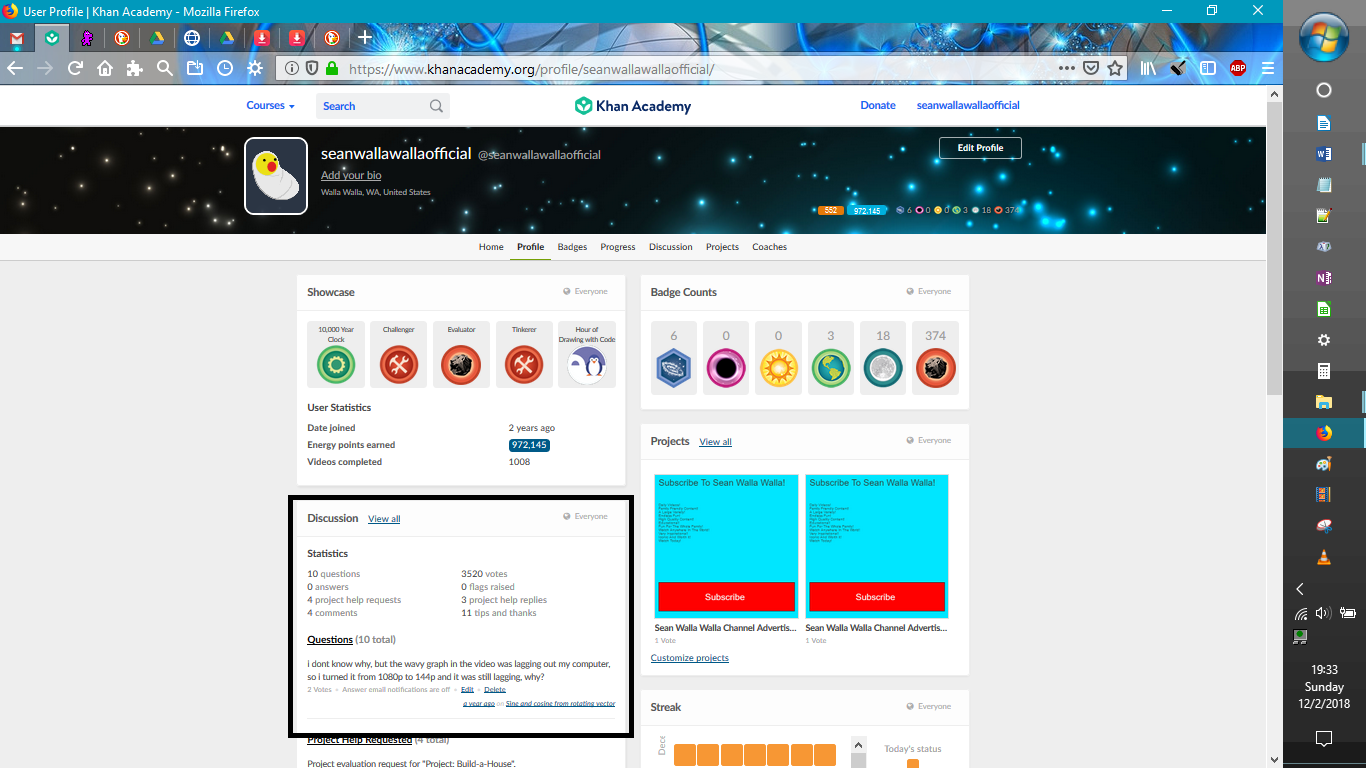 User Profile | Khan Academy - Mozilla Firefox
https://www.khanacademy.org/profile/seanwallawallaofficial/
ABP
Courses
Search
Khan Academy
Donate
seanwallawallaofficial
seanwallawallaofficial @seanwallawallaofficial
Edit Profile
Add your bio
Walla Walla, WA, United States
552 972,145 6 0 0 3 18 374
Home Profile Badges Progress Discussion Projects Coaches
Showcase Everyone
10,000 Year
Clock
Challenger
Evaluator
Tinkerer
Hour of
Drawing with Code
User Statistics
Date joined 2 years ago
Energy points earned 972,145
Videos completed 1008
Badge Counts Everyone
6 0 0 3 18 374
Discussion View all Everyone
Statistics
10 questions 3520 votes
0 answers 0 flags raised
4 project help requests 3 project help replies
4 comments 11 tips and thanks
Questions (10 total)
i dont know why, but the wavy graph in the video was lagging out my computer,
so i turned it from 1080p to 144p and it was still lagging, why?
2 Votes • Answer email notifications are off • Edit • Delete
a year ago on Sine and cosine from rotating vector
Project Help Requested (4 total)
Project evaluation request for "Project: Build-a-House".
Projects View all Everyone
Subscribe To Sean Walla Walla!
Subscribe
Sean Walla Walla Channel Advertis...
1 Vote
Subscribe To Sean Walla Walla!
Subscribe
Sean Walla Walla Channel Advertis...
1 Vote
Customize projects
Streak Everyone
Dece
Today's status
19:33
Sunday
12/2/2018